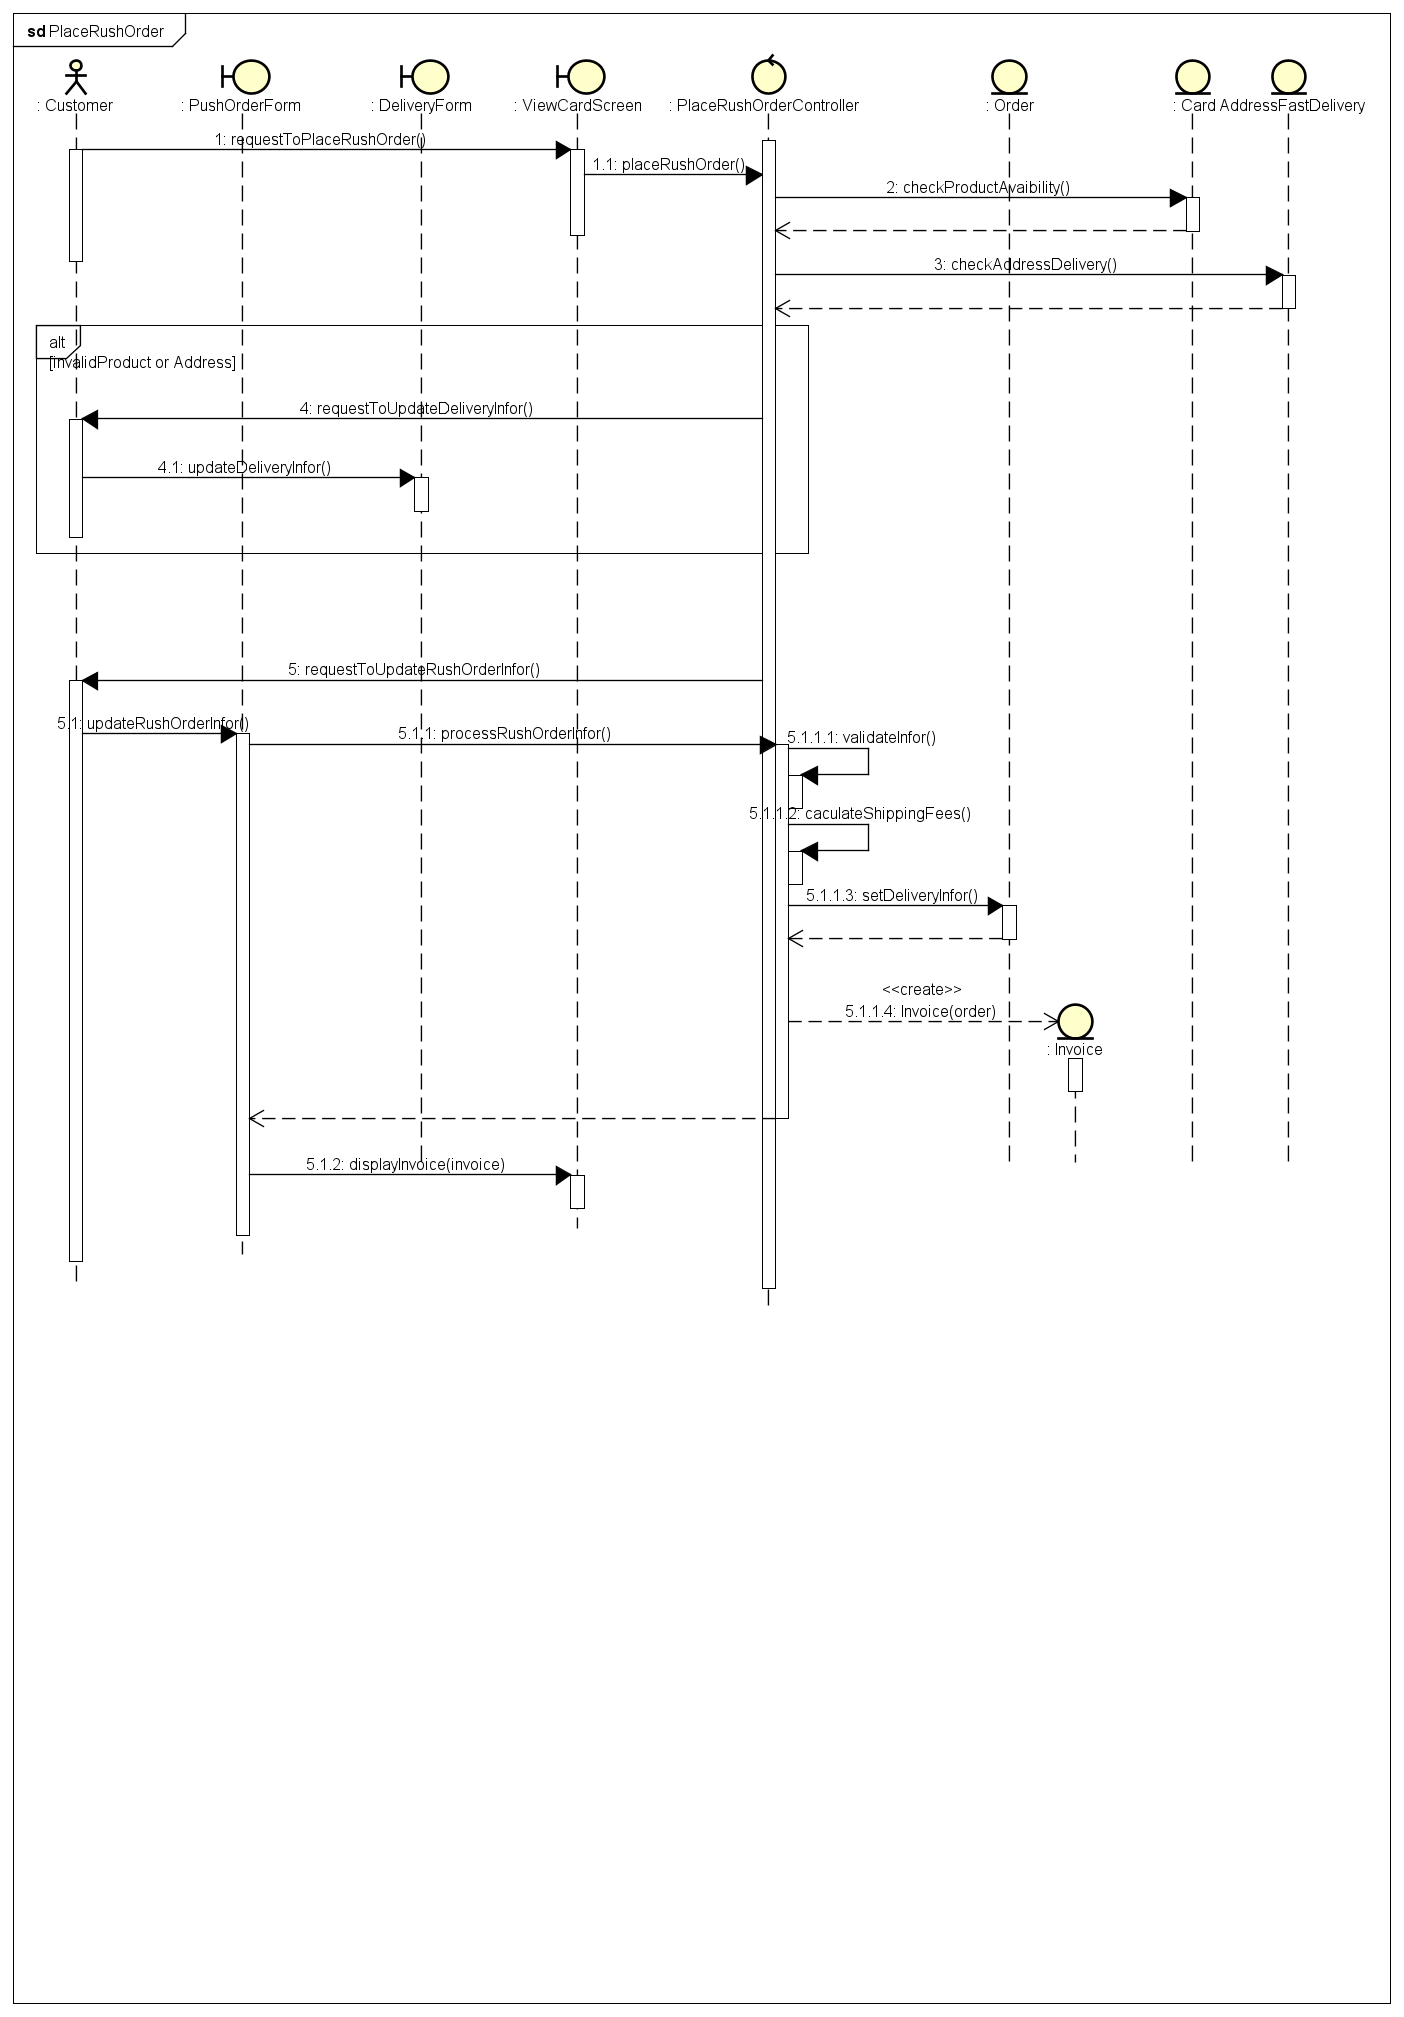 sd PlaceRushOrder
: Customer
: PushOrderForm
: DeliveryForm
: ViewCardScreen
: PlaceRushOrderController
: Order
: Card
AddressFastDelivery
1: requestToPlaceRushOrder()
1.1: placeRushOrder()
2: checkProductAvaibility()
3: checkAddressDelivery()
alt
[invalidProduct or Address]
4: requestToUpdateDeliveryInfor()
4.1: updateDeliveryInfor()
5: requestToUpdateRushOrderInfor()
5.1: updateRushOrderInfor()
5.1.1: processRushOrderInfor()
5.1.1.1: validateInfor()
5.1.1.2: caculateShippingFees()
5.1.1.3: setDeliveryInfor()
<<create>>
5.1.1.4: Invoice(order)
: Invoice
5.1.2: displayInvoice(invoice)